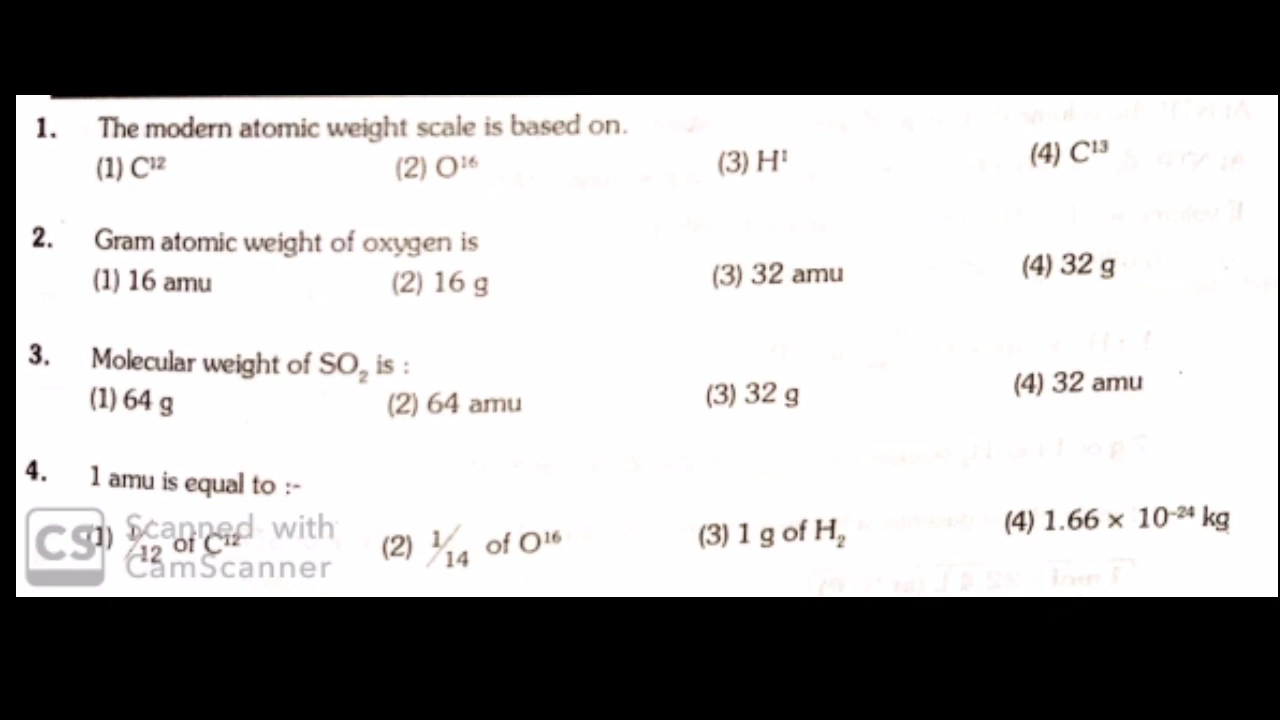 1. The modern atomic weight scale is based on.
(1) C¹² (2) O¹⁶ (3) H¹ (4) C¹³
2. Gram atomic weight of oxygen is
(1) 16 amu (2) 16 g (3) 32 amu (4) 32 g
3. Molecular weight of SO₂ is :
(1) 64 g (2) 64 amu (3) 32 g (4) 32 amu
4. 1 amu is equal to :-
(1) 1/12 of C¹² (2) 1/14 of O¹⁶ (3) 1 g of H₂ (4) 1.66 × 10⁻²⁴ kg
CS Scanned with
CamScanner